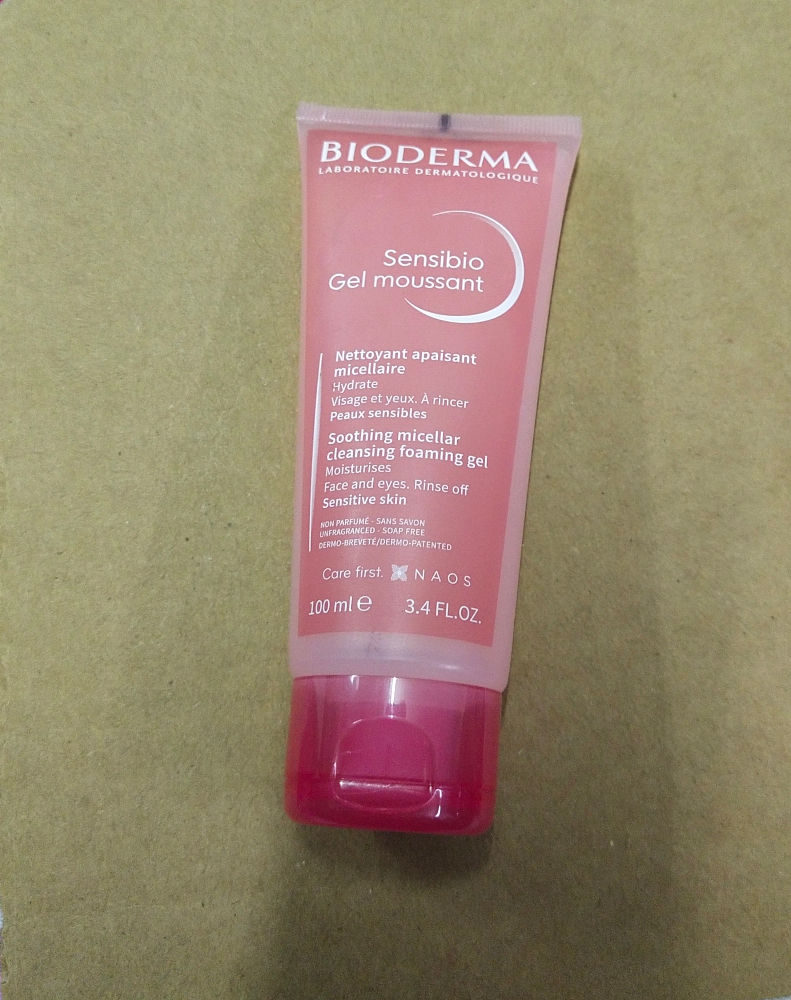 BIODERMA
LABORATOIRE DERMATOLOGIQUE
Sensibio
Gel moussant
Nettoyant apaisant
micellaire
Hydrate
Visage et yeux. À rincer
Peaux sensibles
Soothing micellar
cleansing foaming gel
Moisturises
Face and eyes. Rinse off
Sensitive skin
NON PARFUMÉ - SANS SAVON
UNFRAGRANCED - SOAP FREE
DERMO-BREVETÉ/DERMO-PATENTED
Care first. NAOS
100 ml ℮ 3.4 FL.OZ.